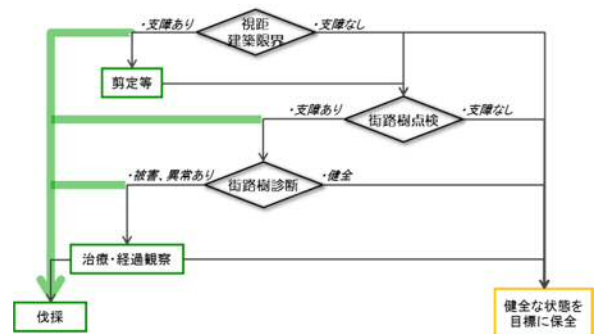 ・支障あり
視距
建築限界
・支障なし
剪定等
・支障あり
街路樹点検
・支障なし
・被害、異常あり
街路樹診断
・健全
治療・経過観察
伐採
健全な状態を
目標に保全